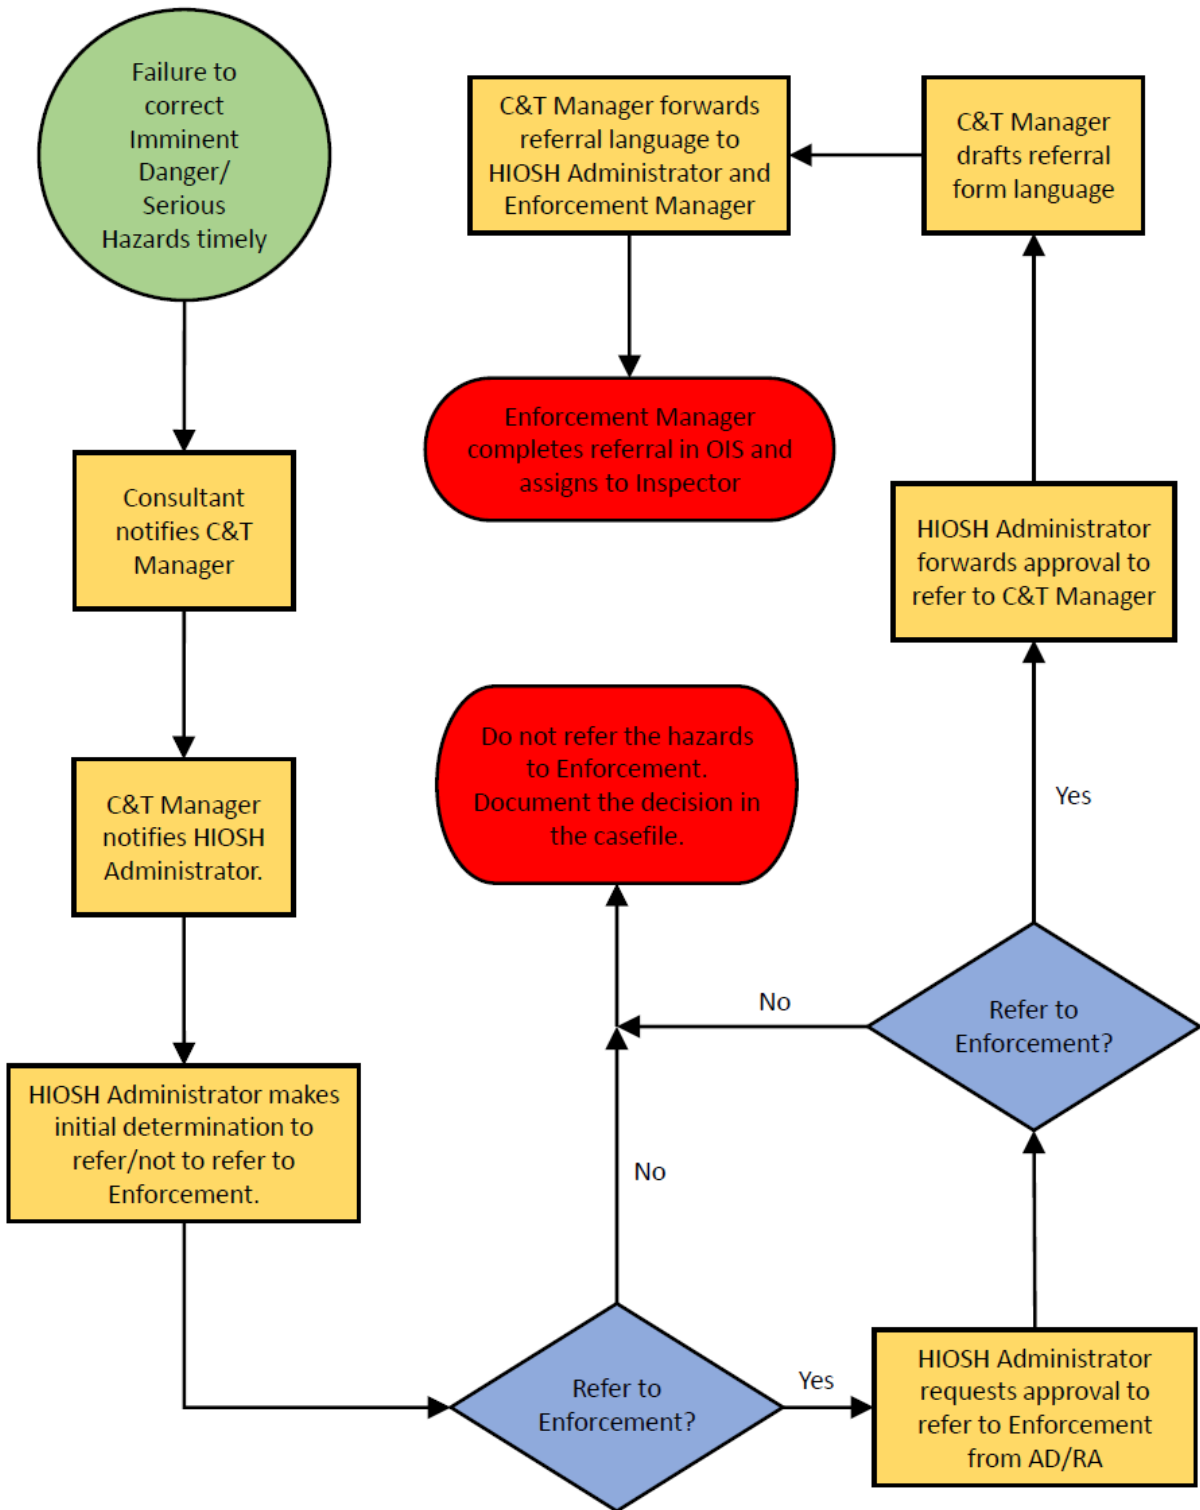 Failure to
correct
Imminent
Danger/
Serious
Hazards timely
Consultant
notifies C&T
Manager
C&T Manager
notifies HIOSH
Administrator.
HIOSH Administrator makes
initial determination to
refer/not to refer to
Enforcement.
Refer to
Enforcement?
No
Yes
HIOSH Administrator
requests approval to
refer to Enforcement
from AD/RA
Refer to
Enforcement?
No
Do not refer the hazards
to Enforcement.
Document the decision in
the casefile.
Yes
HIOSH Administrator
forwards approval to
refer to C&T Manager
C&T Manager
drafts referral
form language
C&T Manager forwards
referral language to
HIOSH Administrator and
Enforcement Manager
Enforcement Manager
completes referral in OIS and
assigns to Inspector